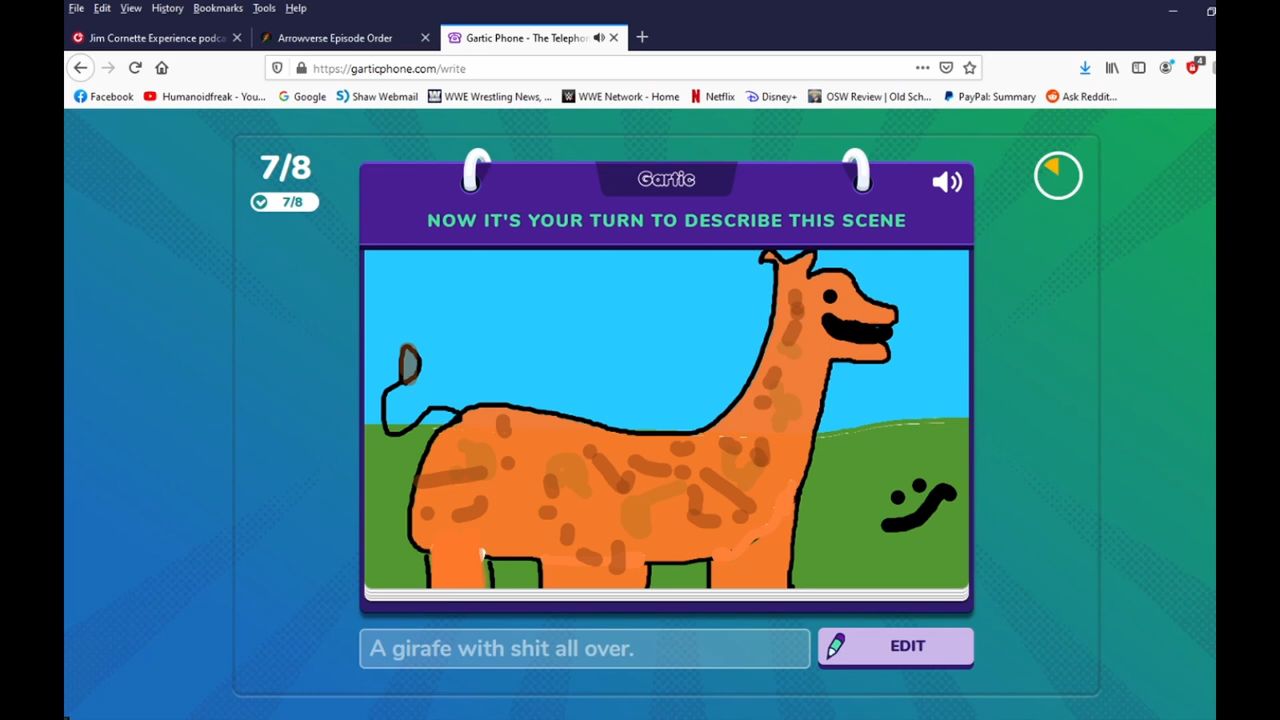 File Edit View History Bookmarks Tools Help
Jim Cornette Experience podca
Arrowverse Episode Order
Gartic Phone - The Telepho
https://garticphone.com/write
4
Facebook
Humanoidfreak - You...
Google
Shaw Webmail
WWE Wrestling News, ...
WWE Network - Home
Netflix
Disney+
OSW Review | Old Sch...
PayPal: Summary
Ask Reddit...
7/8
7/8
Gartic
NOW IT'S YOUR TURN TO DESCRIBE THIS SCENE
A girafe with shit all over.
EDIT